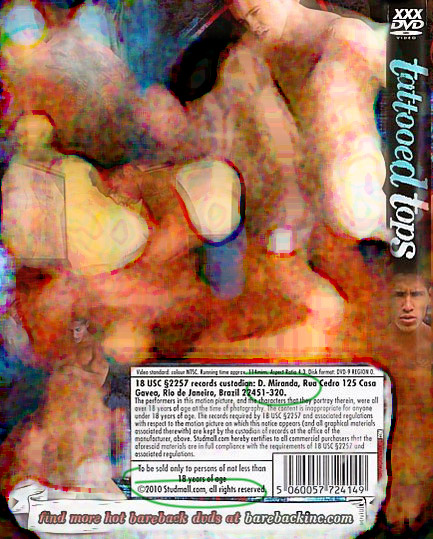 XXX
DVD
VIDEO
tattooed tops
Video standard: colour NTSC. Running time approx. 114mins. Aspect Ratio 4.3. Disk format: DVD-9 REGION 0.
18 USC §2257 records custodian: D. Miranda, Rua Cedro 125 Casa
Gavea, Rio de Janeiro, Brazil 22451-320.
The performers in this motion picture, and the characters that they portray therein, were all
over 18 years of age at the time of photography. The content is inappropriate for anyone
under 18 years of age. The records required by 18 USC §2257 and associated regulations
with respect to the motion picture on which this notice appears (and all graphical materials
associated therewith) are kept by the custodian of records at the office of the
manufacturer, above. Studmall.com hereby certifies to all commercial purchasers that the
aforesaid materials are in full compliance with the requirements of 18 USC §2257 and
associated regulations.
To be sold only to persons of not less than
18 years of age
©2010 Studmall.com, all rights reserved.
5 060057 724149
find more hot bareback dvds at barebackinc.com